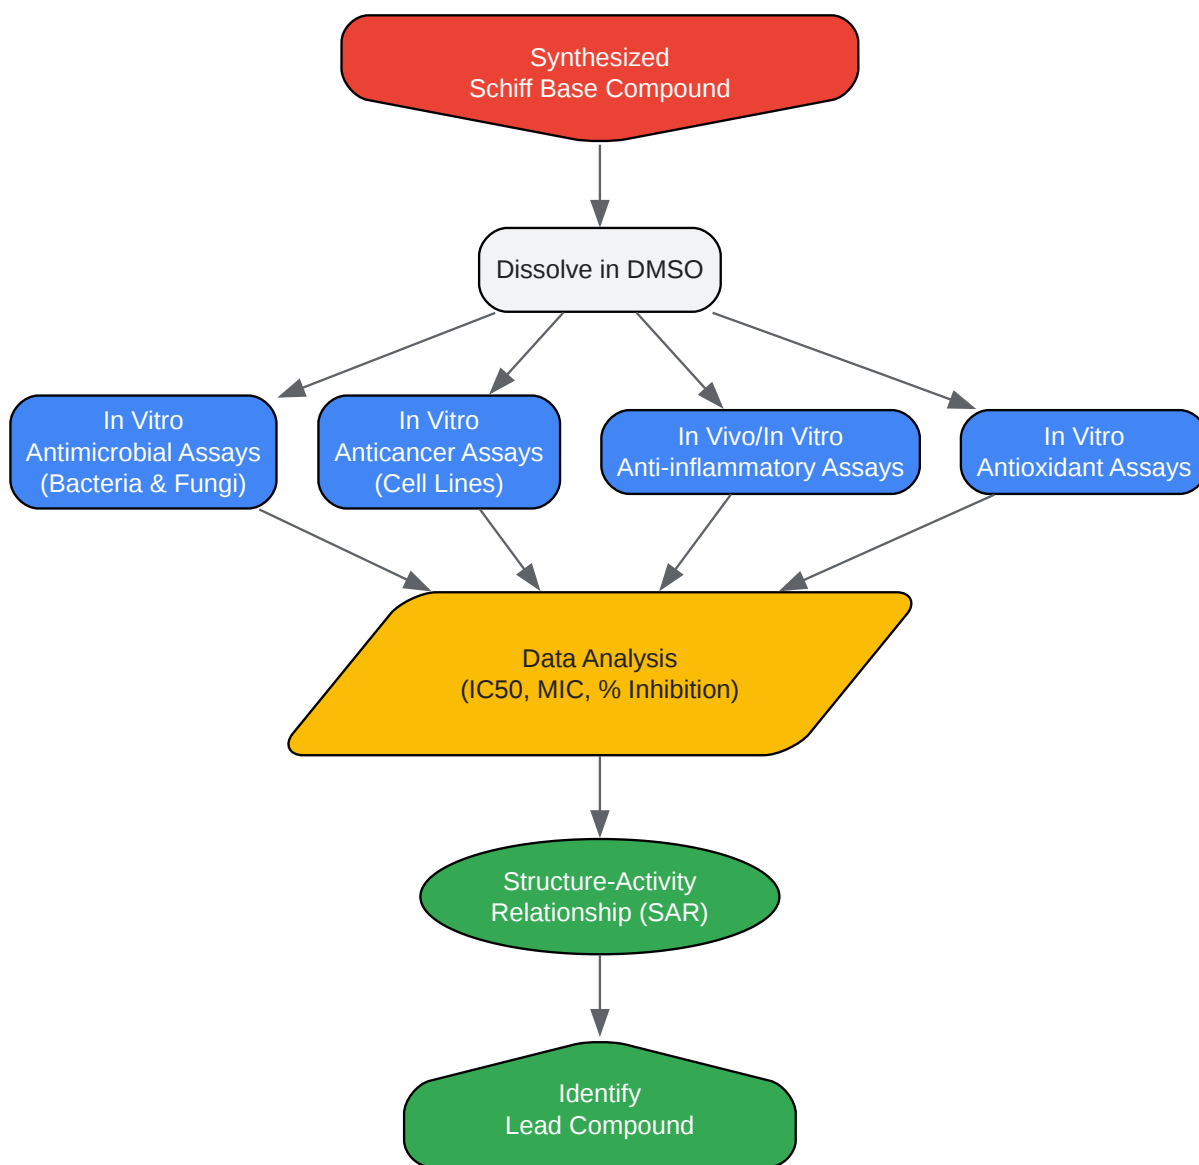 Synthesized
Schiff Base Compound
Dissolve in DMSO
In Vitro
Antimicrobial Assays
(Bacteria & Fungi)
In Vitro
Anticancer Assays
(Cell Lines)
In Vivo/In Vitro
Anti-inflammatory Assays
In Vitro
Antioxidant Assays
Data Analysis
(IC50, MIC, % Inhibition)
Structure-Activity
Relationship (SAR)
Identify
Lead Compound